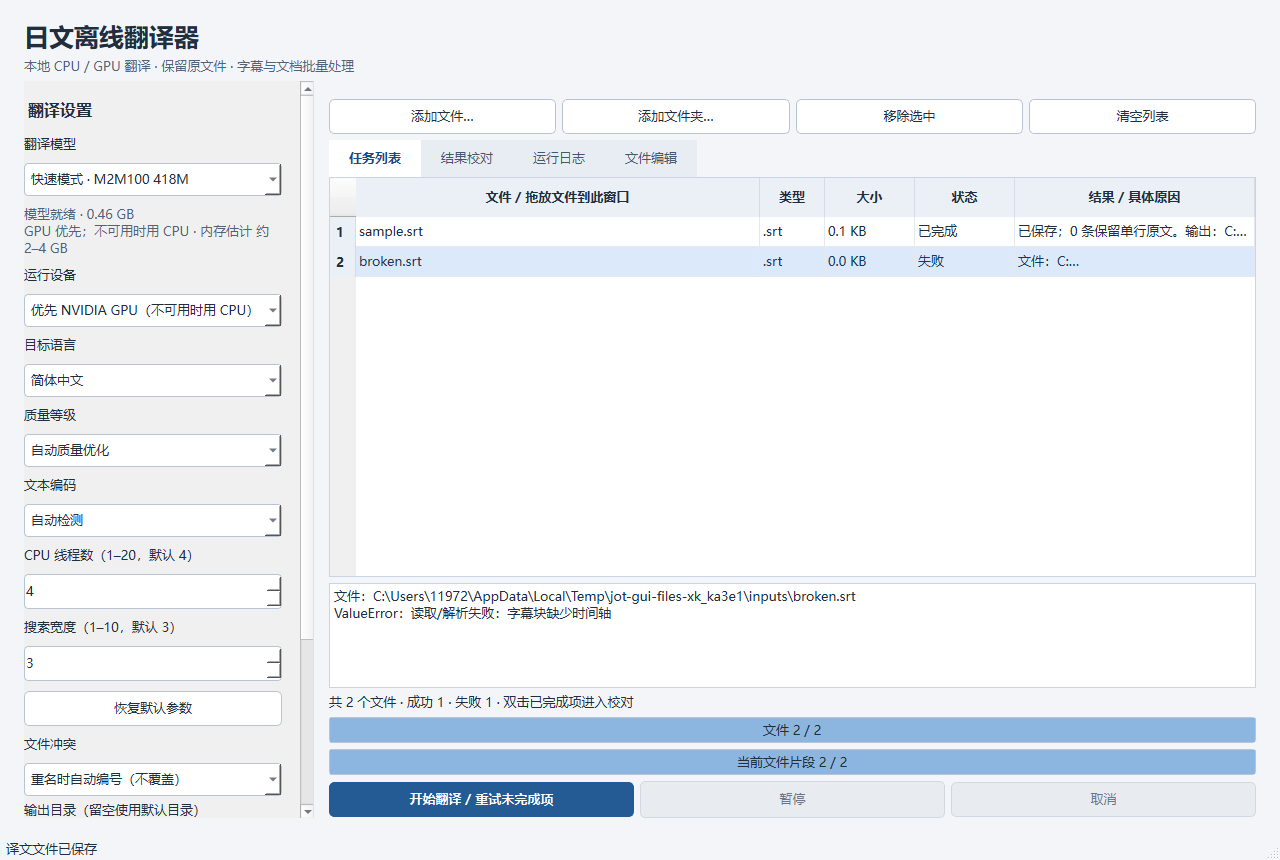 日文离线翻译器
本地 CPU / GPU 翻译 · 保留原文件 · 字幕与文档批量处理
翻译设置
翻译模型
快速模式 · M2M100 418M
模型就绪 · 0.46 GB
GPU 优先；不可用时用 CPU · 内存估计 约
2–4 GB
运行设备
优先 NVIDIA GPU（不可用时用 CPU）
目标语言
简体中文
质量等级
自动质量优化
文本编码
自动检测
CPU 线程数（1–20，默认 4）
4
搜索宽度（1–10，默认 3）
3
恢复默认参数
文件冲突
重名时自动编号（不覆盖）
输出目录（留空使用默认目录）
添加文件... 添加文件夹... 移除选中 清空列表
任务列表 结果校对 运行日志 文件编辑
文件 / 拖放文件到此窗口 类型 大小 状态 结果 / 具体原因
1 sample.srt .srt 0.1 KB 已完成 已保存；0 条保留单行原文。输出：C:...
2 broken.srt .srt 0.0 KB 失败 文件：C:...
文件：C:\Users\11972\AppData\Local\Temp\jot-gui-files-xk_ka3e1\inputs\broken.srt
ValueError：读取/解析失败：字幕块缺少时间轴
共 2 个文件 · 成功 1 · 失败 1 · 双击已完成项进入校对
文件 2 / 2
当前文件片段 2 / 2
开始翻译 / 重试未完成项 暂停 取消
译文文件已保存